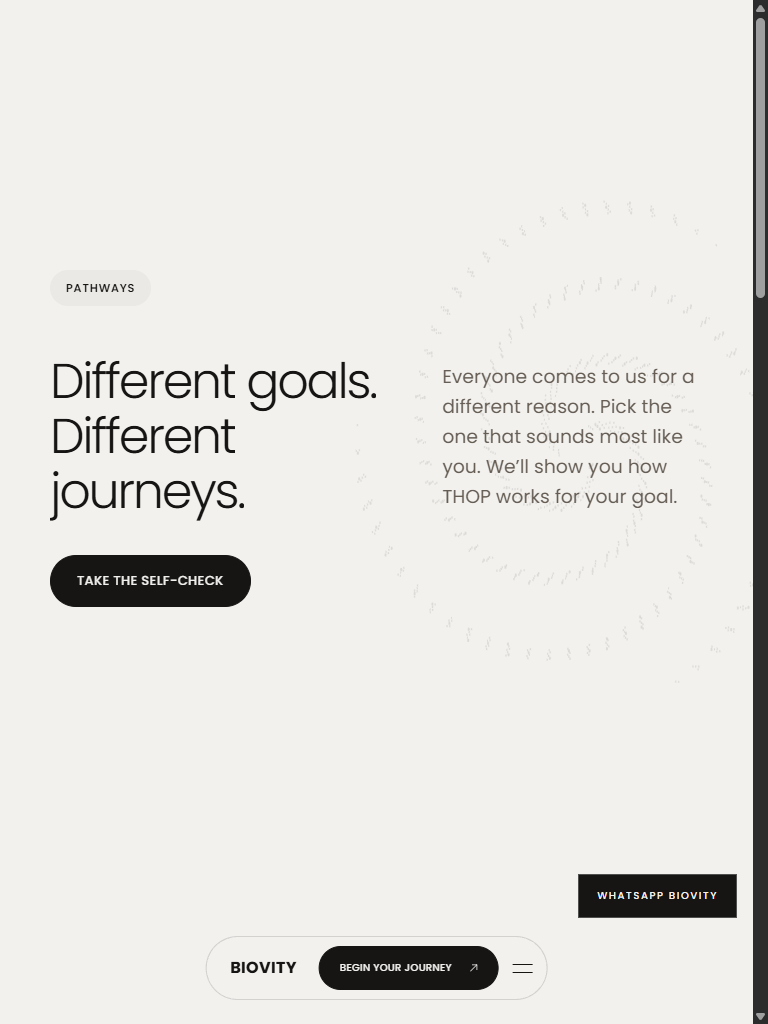 PATHWAYS
Different goals.
Different
journeys.
Everyone comes to us for a
different reason. Pick the
one that sounds most like
you. We’ll show you how
THOP works for your goal.
TAKE THE SELF-CHECK
WHATSAPP BIOVITY
BIOVITY
BEGIN YOUR JOURNEY